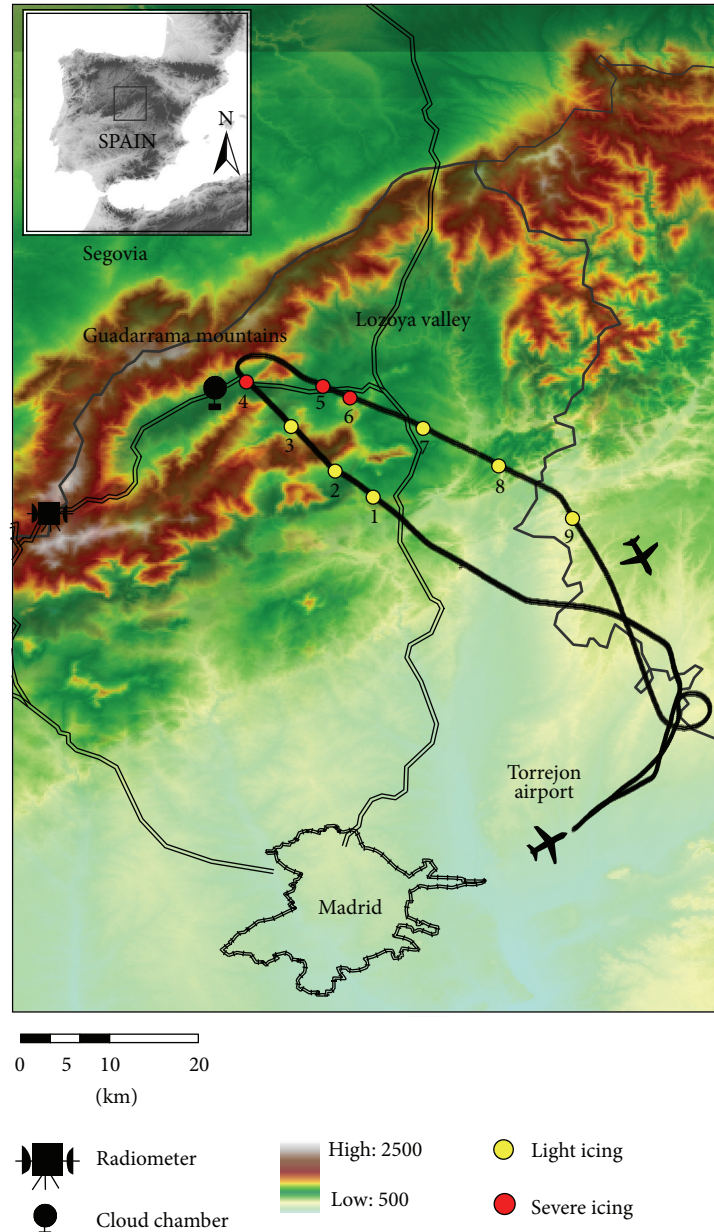 N
SPAIN
Segovia
Guadarrama mountains
Lozoya valley
4
5
6
3
7
2
8
1
9
Torrejon
airport
Madrid
0 5 10 20
(km)
Radiometer
High: 2500
Light icing
Cloud chamber
Low: 500
Severe icing